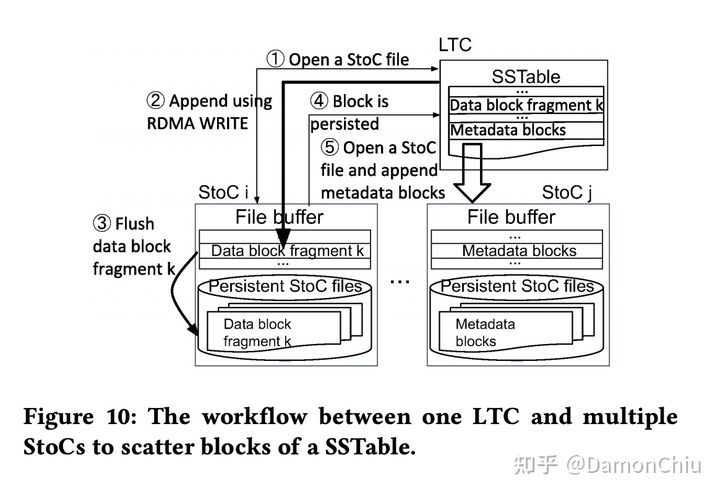 LTC
① Open a StoC file
SSTable
...
Data block fragment k
...
Metadata blocks
② Append using
RDMA WRITE
④ Block is
persisted
⑤ Open a StoC
file and append
metadata blocks
StoC i
StoC j
③ Flush
data block
fragment k
File buffer
Data block fragment k
...
Persistent StoC files
Data block
fragment k
...
File buffer
...
Metadata blocks
...
Persistent StoC files
Metadata
blocks
Figure 10: The workflow between one LTC and multiple
StoCs to scatter blocks of a SSTable.
知乎 @DamonChiu